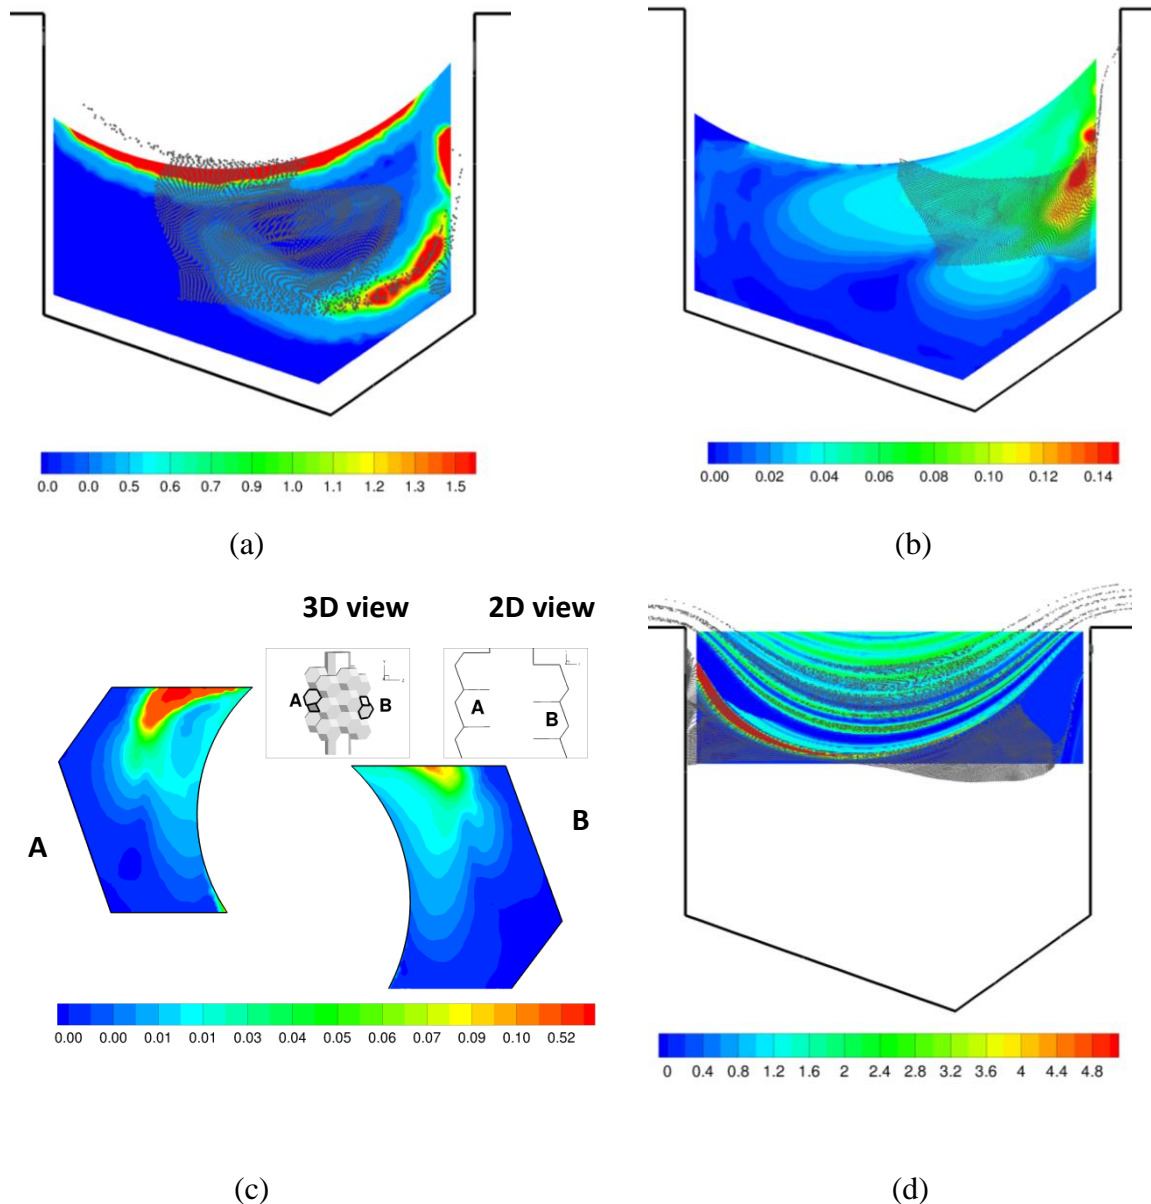 0.0 0.0 0.5 0.6 0.7 0.9 1.0 1.1 1.2 1.3 1.5
0.00 0.02 0.04 0.06 0.08 0.10 0.12 0.14
(a)
(b)
3D view
2D view
A
B
A
B
A
B
0.00 0.00 0.01 0.01 0.03 0.04 0.05 0.06 0.07 0.09 0.10 0.52
0 0.4 0.8 1.2 1.6 2 2.4 2.8 3.2 3.6 4 4.4 4.8
(c)
(d)